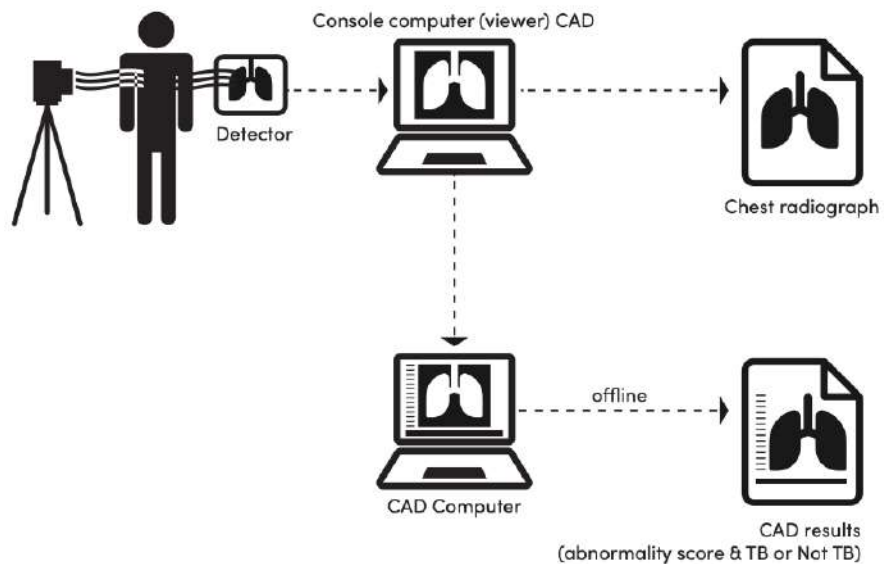 Console computer (viewer) CAD
Detector
Chest radiograph
offline
CAD Computer
CAD results
(abnormality score & TB or Not TB)